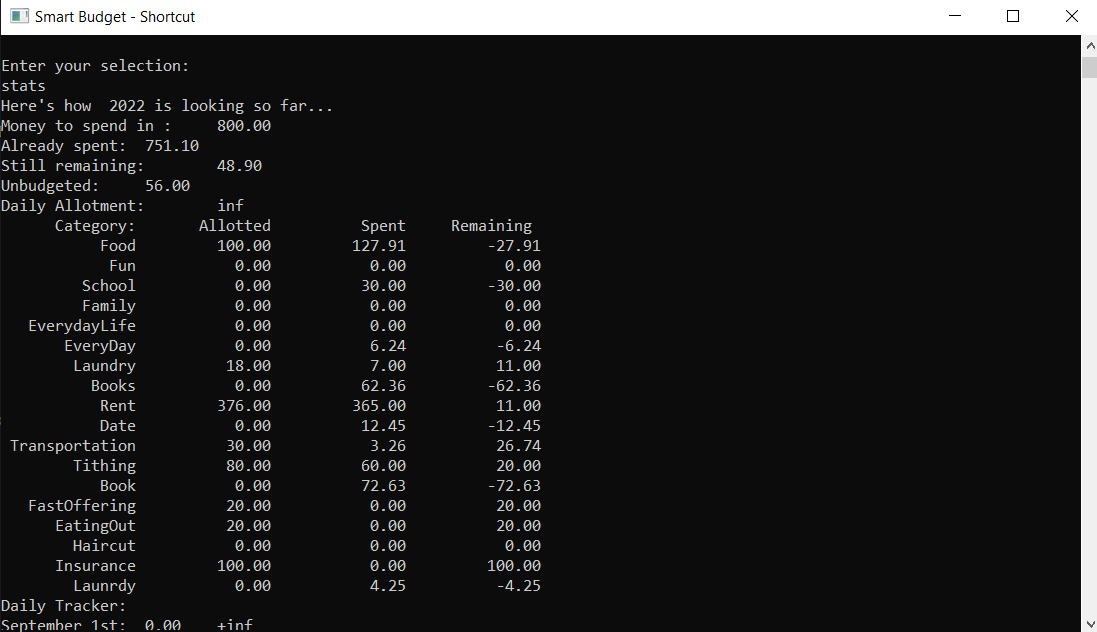 Smart Budget - Shortcut
Enter your selection:
stats
Here's how  2022 is looking so far...
Money to spend in :     800.00
Already spent:  751.10
Still remaining:        48.90
Unbudgeted:     56.00
Daily Allotment:        inf
Category:       Allotted          Spent     Remaining
Food         100.00         127.91         -27.91
Fun           0.00           0.00           0.00
School           0.00          30.00         -30.00
Family           0.00           0.00           0.00
EverydayLife           0.00           0.00           0.00
EveryDay           0.00           6.24          -6.24
Laundry          18.00           7.00          11.00
Books           0.00          62.36         -62.36
Rent         376.00         365.00          11.00
Date           0.00          12.45         -12.45
Transportation          30.00           3.26          26.74
Tithing          80.00          60.00          20.00
Book           0.00          72.63         -72.63
FastOffering          20.00           0.00          20.00
EatingOut          20.00           0.00          20.00
Haircut           0.00           0.00           0.00
Insurance         100.00           0.00         100.00
Launrdy           0.00           4.25          -4.25
Daily Tracker:
September 1st:  0.00    +inf